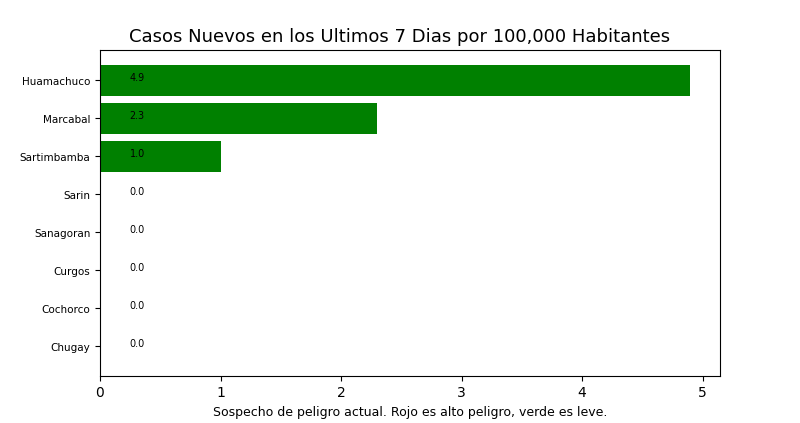 Casos Nuevos en los Ultimos 7 Dias por 100,000 Habitantes
Huamachuco 4.9
Marcabal 2.3
Sartimbamba 1.0
Sarin 0.0
Sanagoran 0.0
Curgos 0.0
Cochorco 0.0
Chugay 0.0
0 1 2 3 4 5
Sospecho de peligro actual. Rojo es alto peligro, verde es leve.